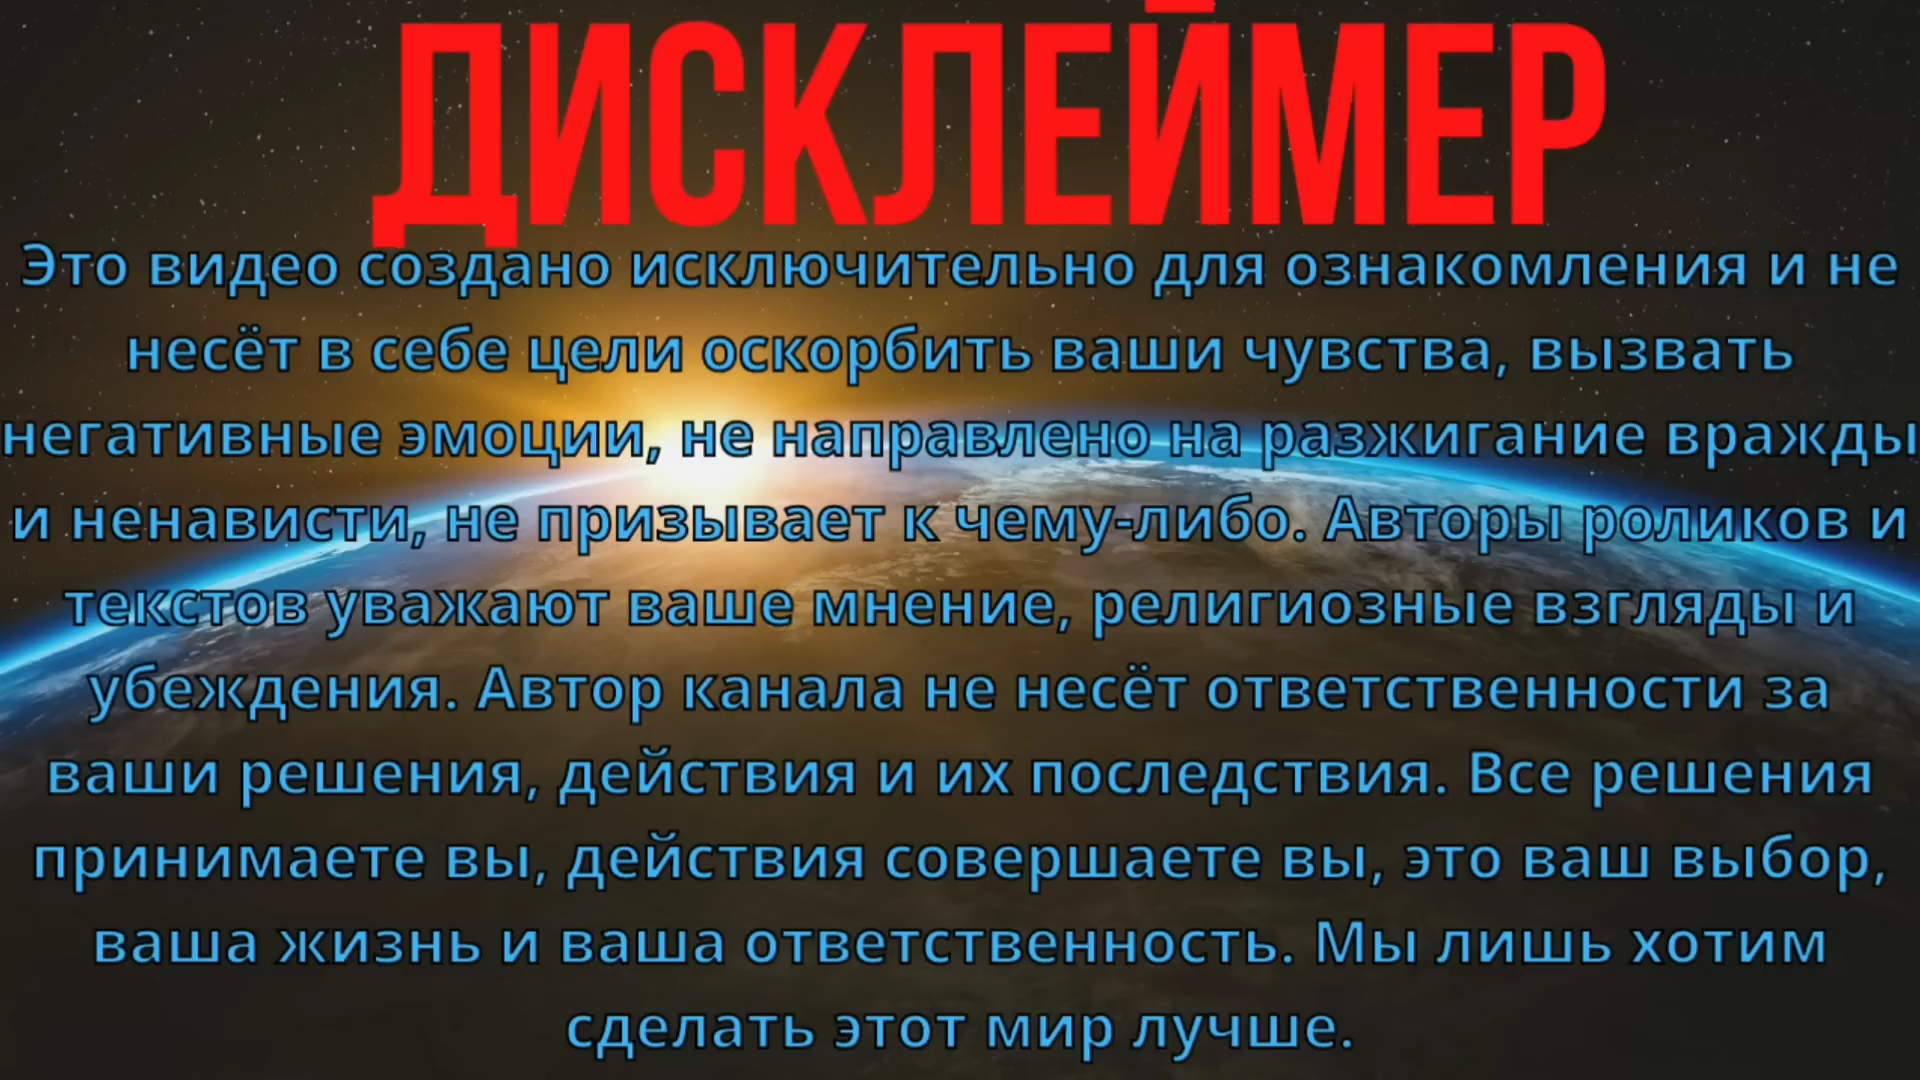 ДИСКЛЕЙМЕР
Это видео создано исключительно для ознакомления и не
несёт в себе цели оскорбить ваши чувства, вызвать
негативные эмоции, не направлено на разжигание вражды
и ненависти, не призывает к чему-либо. Авторы роликов и
текстов уважают ваше мнение, религиозные взгляды и
убеждения. Автор канала не несёт ответственности за
ваши решения, действия и их последствия. Все решения
принимаете вы, действия совершаете вы, это ваш выбор,
ваша жизнь и ваша ответственность. Мы лишь хотим
сделать этот мир лучше.